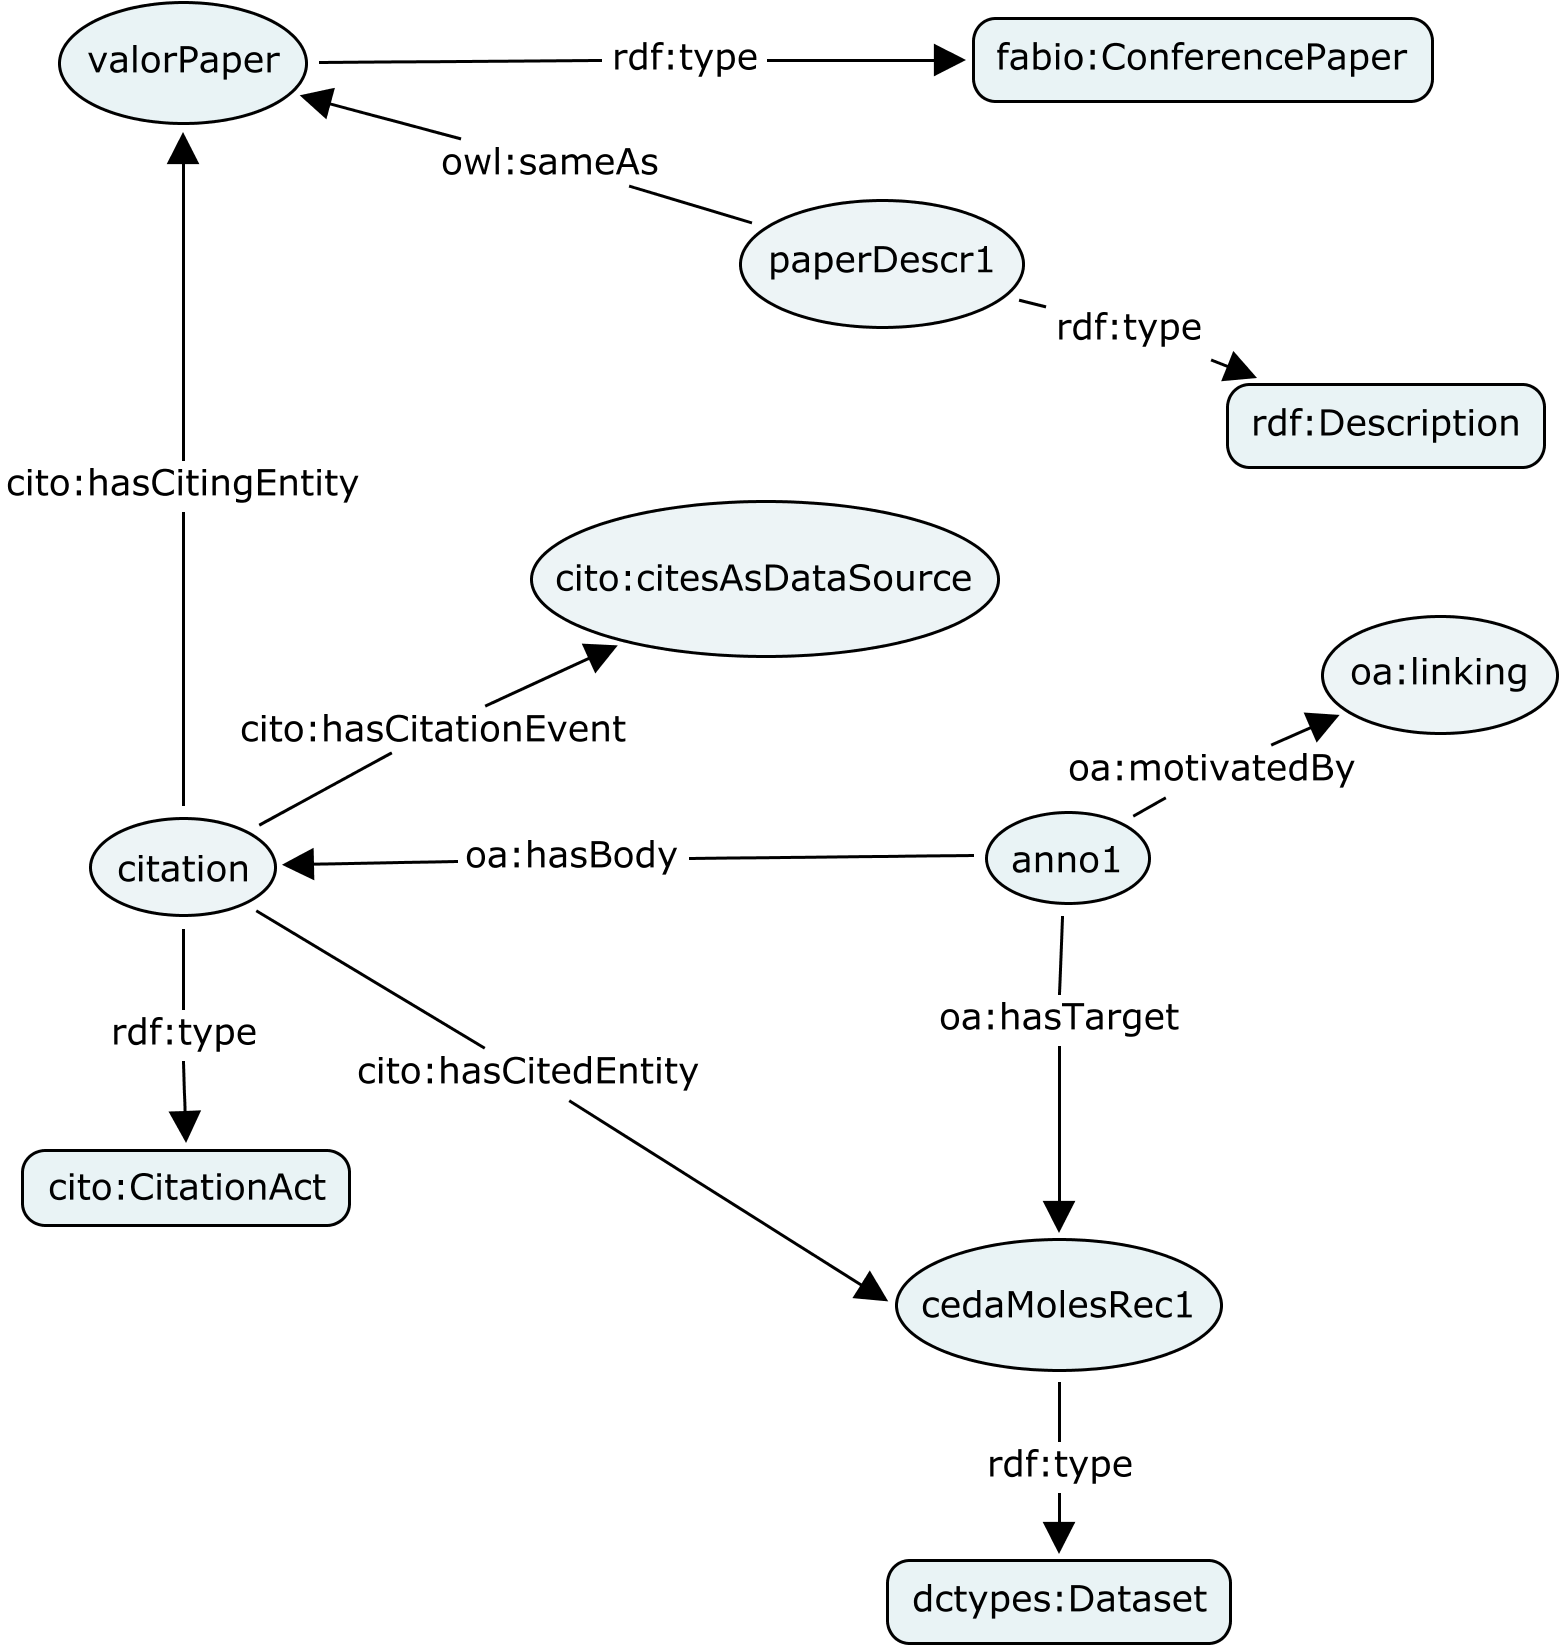 valorPaper
rdf:type
fabio:ConferencePaper
owl:sameAs
paperDescr1
rdf:type
rdf:Description
cito:hasCitingEntity
cito:citesAsDataSource
oa:linking
cito:hasCitationEvent
oa:motivatedBy
citation
oa:hasBody
anno1
rdf:type
oa:hasTarget
cito:hasCitedEntity
cito:CitationAct
cedaMolesRec1
rdf:type
dctypes:Dataset